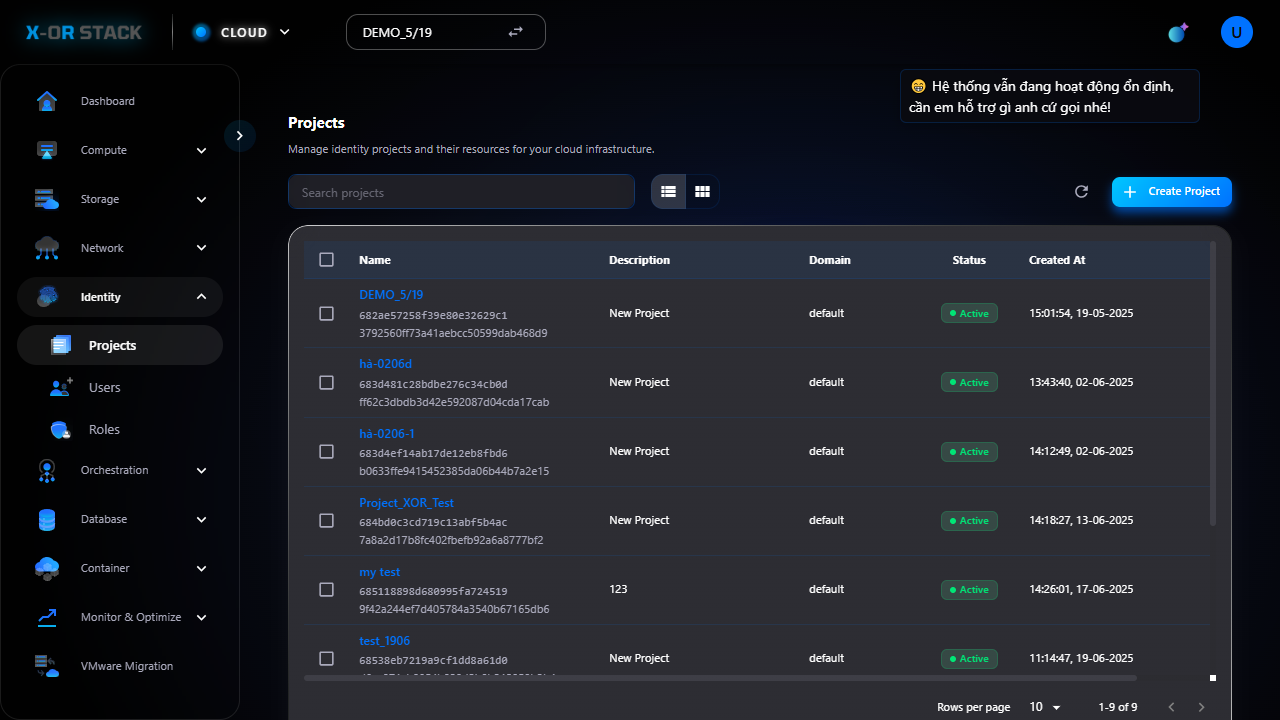 X-OR STACK
CLOUD
DEMO_5/19
U
😁 Hệ thống vẫn đang hoạt động ổn định,
cần em hỗ trợ gì anh cứ gọi nhé!
Dashboard
Compute
Storage
Network
Identity
Projects
Users
Roles
Orchestration
Database
Container
Monitor & Optimize
VMware Migration
Projects
Manage identity projects and their resources for your cloud infrastructure.
Search projects
Create Project
Name Description Domain Status Created At
DEMO_5/19
682ae57258f39e80e32629c1
3792560ff73a41aebcc50599dab468d9
New Project default Active 15:01:54, 19-05-2025
hà-0206d
683d481c28bdbe276c34cb0d
ff62c3dbdb3d42e592087d04cda17cab
New Project default Active 13:43:40, 02-06-2025
hà-0206-1
683d4ef14ab17de12eb8fbd6
b0633ffe9415452385da06b44b7a2e15
New Project default Active 14:12:49, 02-06-2025
Project_XOR_Test
684bd0c3cd719c13abf5b4ac
7a8a2d17b8fc402fbefb92a6a8777bf2
New Project default Active 14:18:27, 13-06-2025
my test
685118898d680995fa724519
9f42a244ef7d405784a3540b67165db6
123 default Active 14:26:01, 17-06-2025
test_1906
68538eb7219a9cf1dd8a61d0
New Project default Active 11:14:47, 19-06-2025
Rows per page 10 1-9 of 9